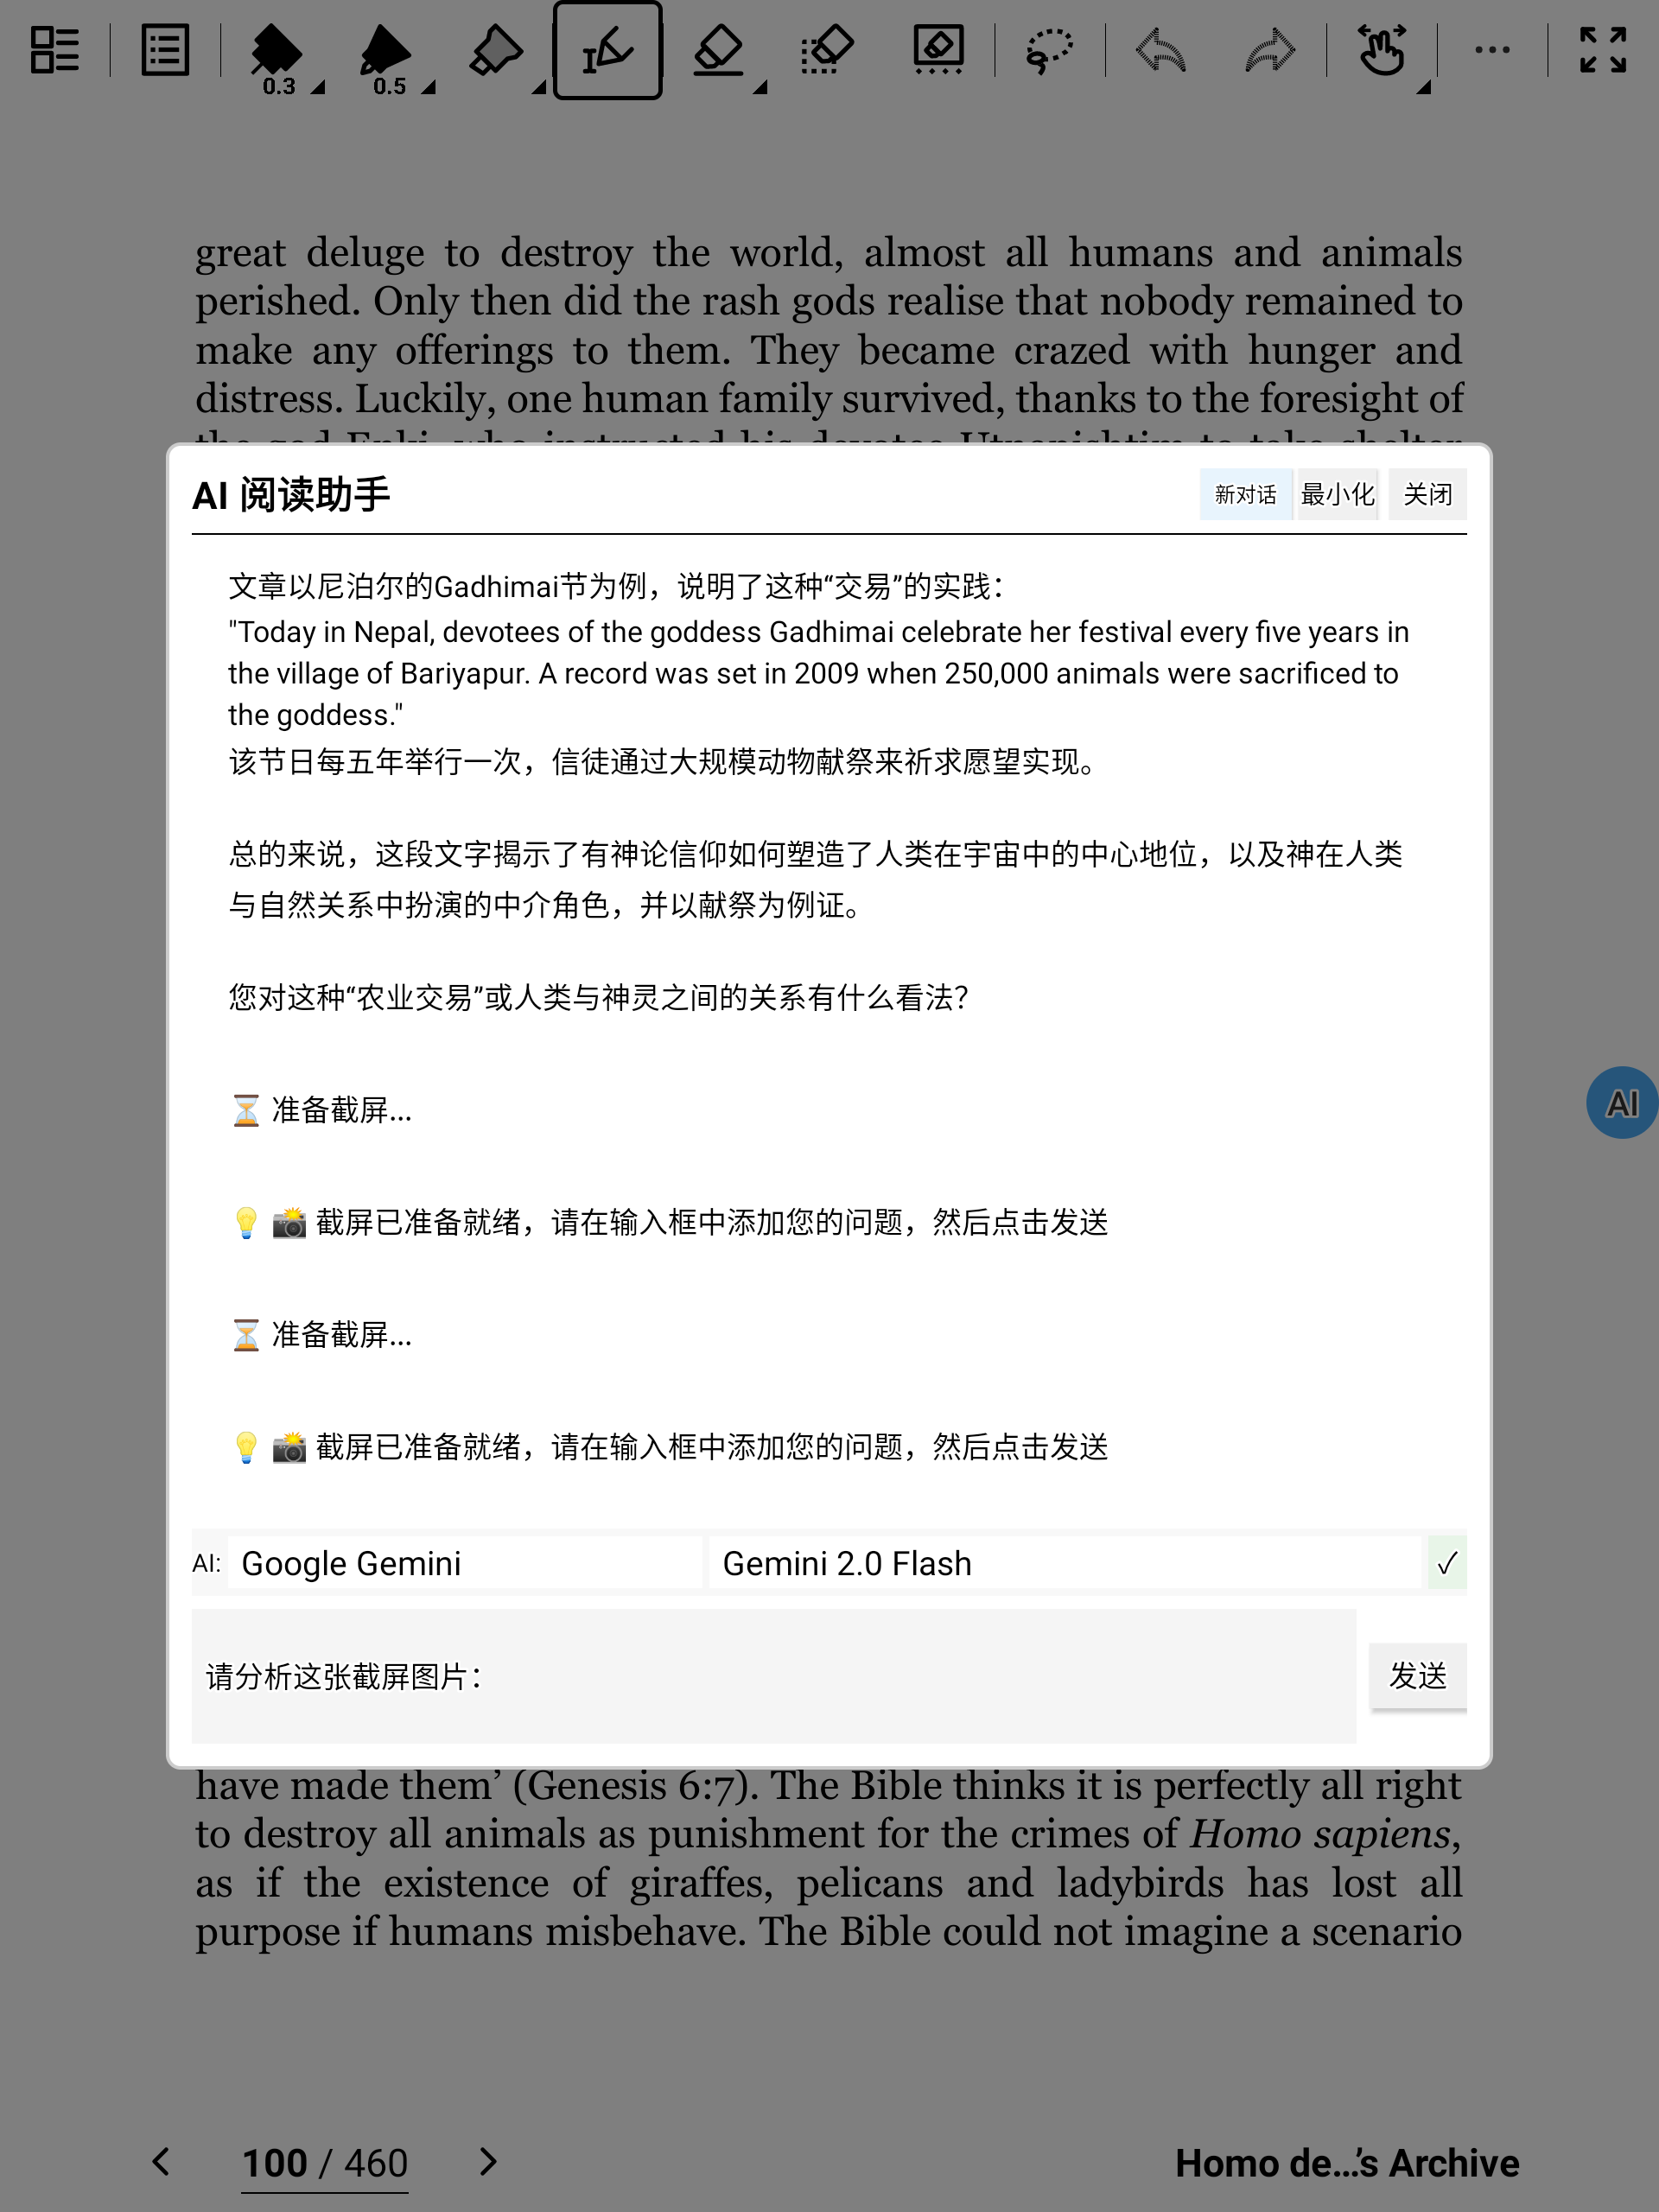 0.3
0.5
great deluge to destroy the world, almost all humans and animals
perished. Only then did the rash gods realise that nobody remained to
make any offerings to them. They became crazed with hunger and
distress. Luckily, one human family survived, thanks to the foresight of
the god Enki, who instructed his devotee Utnapishtim to take shelter
AI 阅读助手
新对话
最小化
关闭
文章以尼泊尔的Gadhimai节为例，说明了这种“交易”的实践：
"Today in Nepal, devotees of the goddess Gadhimai celebrate her festival every five years in
the village of Bariyapur. A record was set in 2009 when 250,000 animals were sacrificed to
the goddess."
该节日每五年举行一次，信徒通过大规模动物献祭来祈求愿望实现。
总的来说，这段文字揭示了有神论信仰如何塑造了人类在宇宙中的中心地位，以及神在人类
与自然关系中扮演的中介角色，并以献祭为例证。
您对这种“农业交易”或人类与神灵之间的关系有什么看法？
⏳ 准备截屏...
💡 📸 截屏已准备就绪，请在输入框中添加您的问题，然后点击发送
⏳ 准备截屏...
💡 📸 截屏已准备就绪，请在输入框中添加您的问题，然后点击发送
AI
AI:
Google Gemini
Gemini 2.0 Flash
✓
请分析这张截屏图片：
发送
have made them’ (Genesis 6:7). The Bible thinks it is perfectly all right
to destroy all animals as punishment for the crimes of Homo sapiens,
as if the existence of giraffes, pelicans and ladybirds has lost all
purpose if humans misbehave. The Bible could not imagine a scenario
100 / 460
Homo de...’s Archive